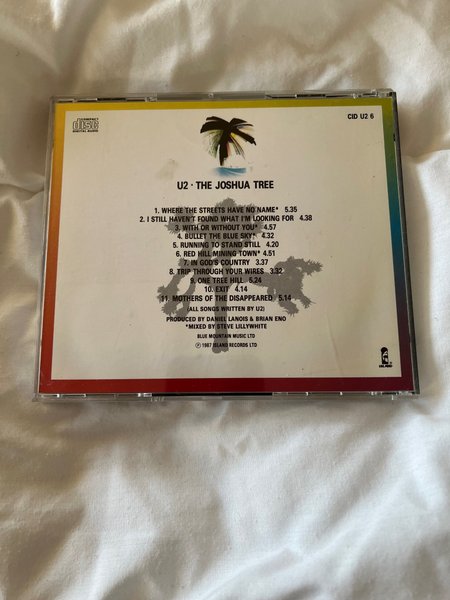 COMPACT
DISC
DIGITAL AUDIO
CID U2 6
U2 · THE JOSHUA TREE
1. WHERE THE STREETS HAVE NO NAME* 5.35
2. I STILL HAVEN'T FOUND WHAT I'M LOOKING FOR 4.38
3. WITH OR WITHOUT YOU* 4.57
4. BULLET THE BLUE SKY* 4.32
5. RUNNING TO STAND STILL 4.20
6. RED HILL MINING TOWN* 4.51
7. IN GOD'S COUNTRY 3.37
8. TRIP THROUGH YOUR WIRES 3.32
9. ONE TREE HILL 5.24
10. EXIT 4.14
11 MOTHERS OF THE DISAPPEARED 5.14
(ALL SONGS WRITTEN BY U2)
PRODUCED BY DANIEL LANOIS & BRIAN ENO
*MIXED BY STEVE LILLYWHITE
BLUE MOUNTAIN MUSIC LTD
℗ 1987 ISLAND RECORDS LTD
ISLAND